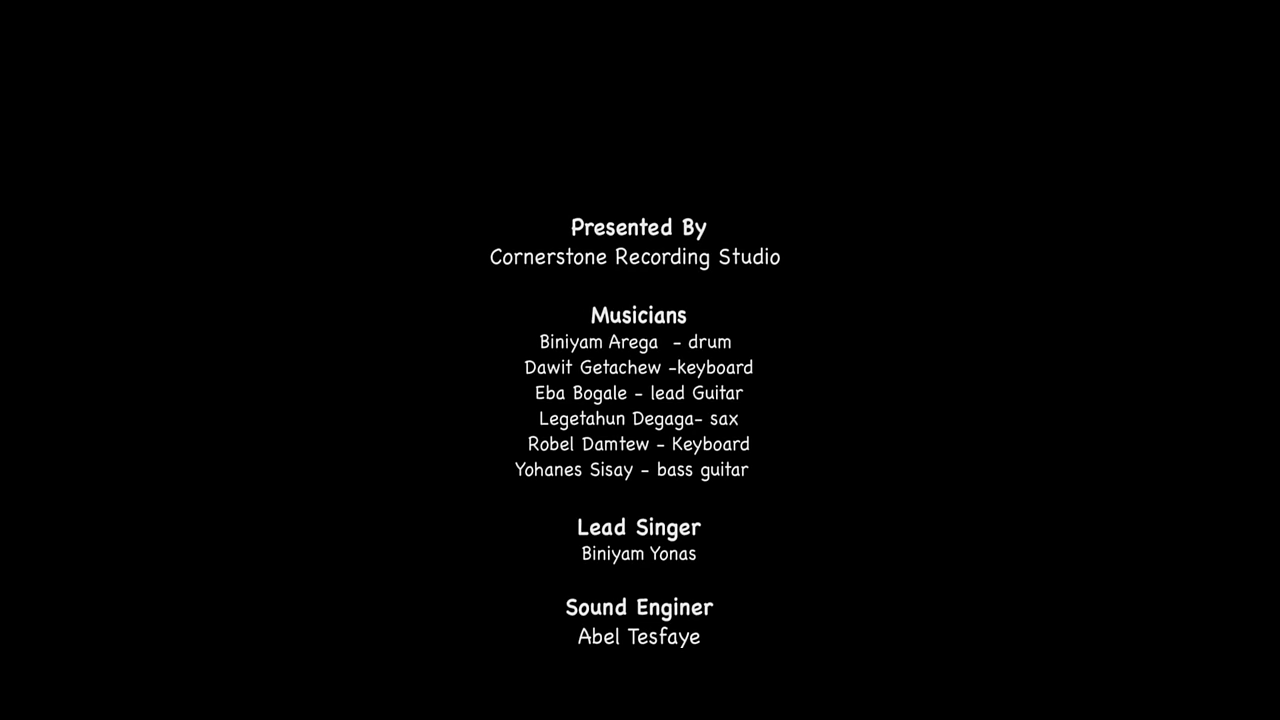 Presented By
Cornerstone Recording Studio
Musicians
Biniyam Arega - drum
Dawit Getachew -keyboard
Eba Bogale - lead Guitar
Legetahun Degaga- sax
Robel Damtew - Keyboard
Yohanes Sisay - bass guitar
Lead Singer
Biniyam Yonas
Sound Enginer
Abel Tesfaye